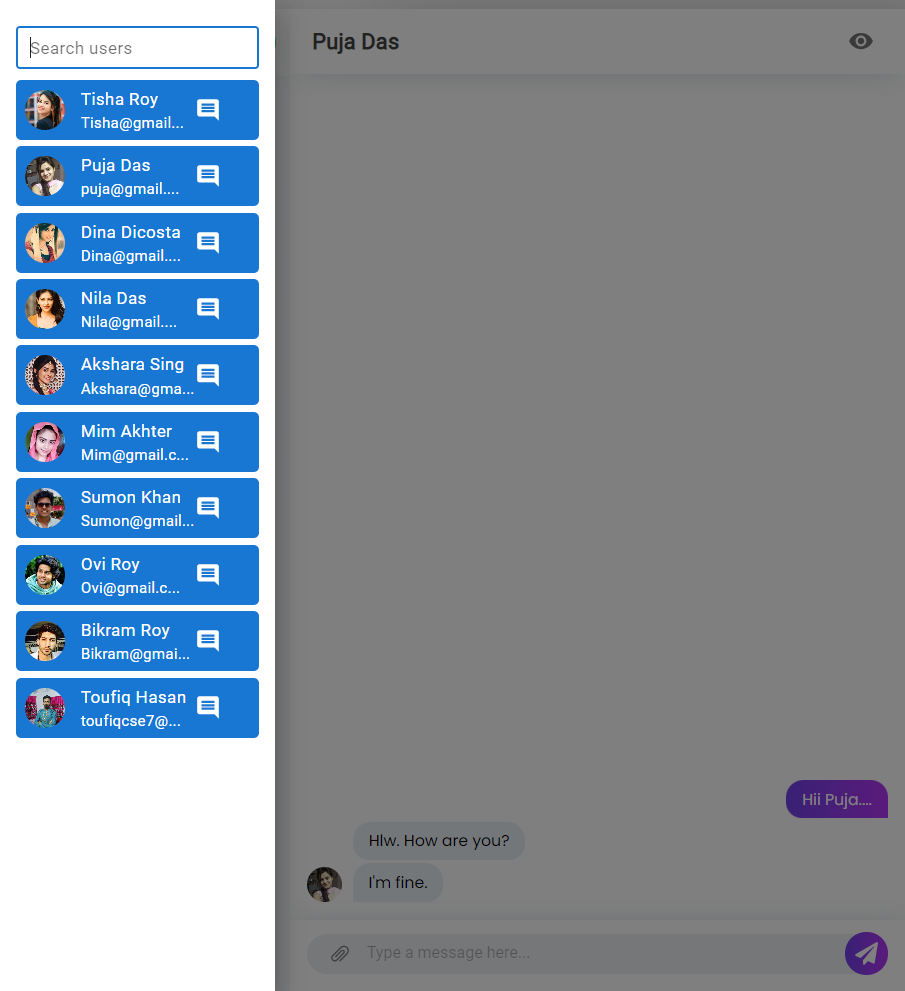 Search users
Tisha Roy
Tisha@gmail...
Puja Das
puja@gmail....
Dina Dicosta
Dina@gmail....
Nila Das
Nila@gmail....
Akshara Sing
Akshara@gma...
Mim Akhter
Mim@gmail.c...
Sumon Khan
Sumon@gmail...
Ovi Roy
Ovi@gmail.c...
Bikram Roy
Bikram@gmai...
Toufiq Hasan
toufiqcse7@...
Puja Das
Hii Puja....
Hlw. How are you?
I'm fine.
Type a message here...